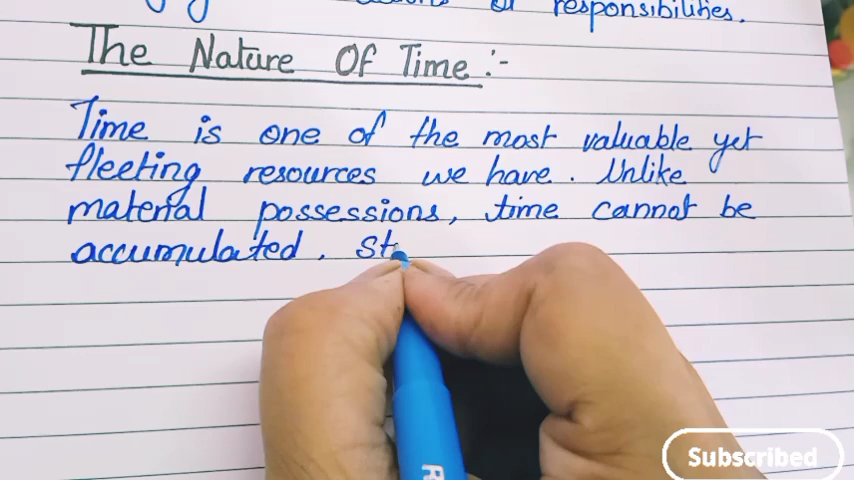 of responsibilities.
The Nature Of Time :-
Time is one of the most valuable yet
fleeting resources we have. Unlike
material possessions, time cannot be
accumulated, st
R
Subscribed